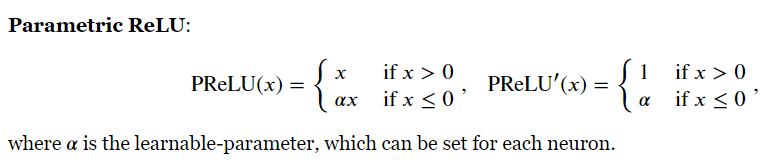 Parametric ReLU:
PReLU(x) = { x if x > 0, αx if x ≤ 0 , PReLU′(x) = { 1 if x > 0, α if x ≤ 0 ,
where α is the learnable-parameter, which can be set for each neuron.